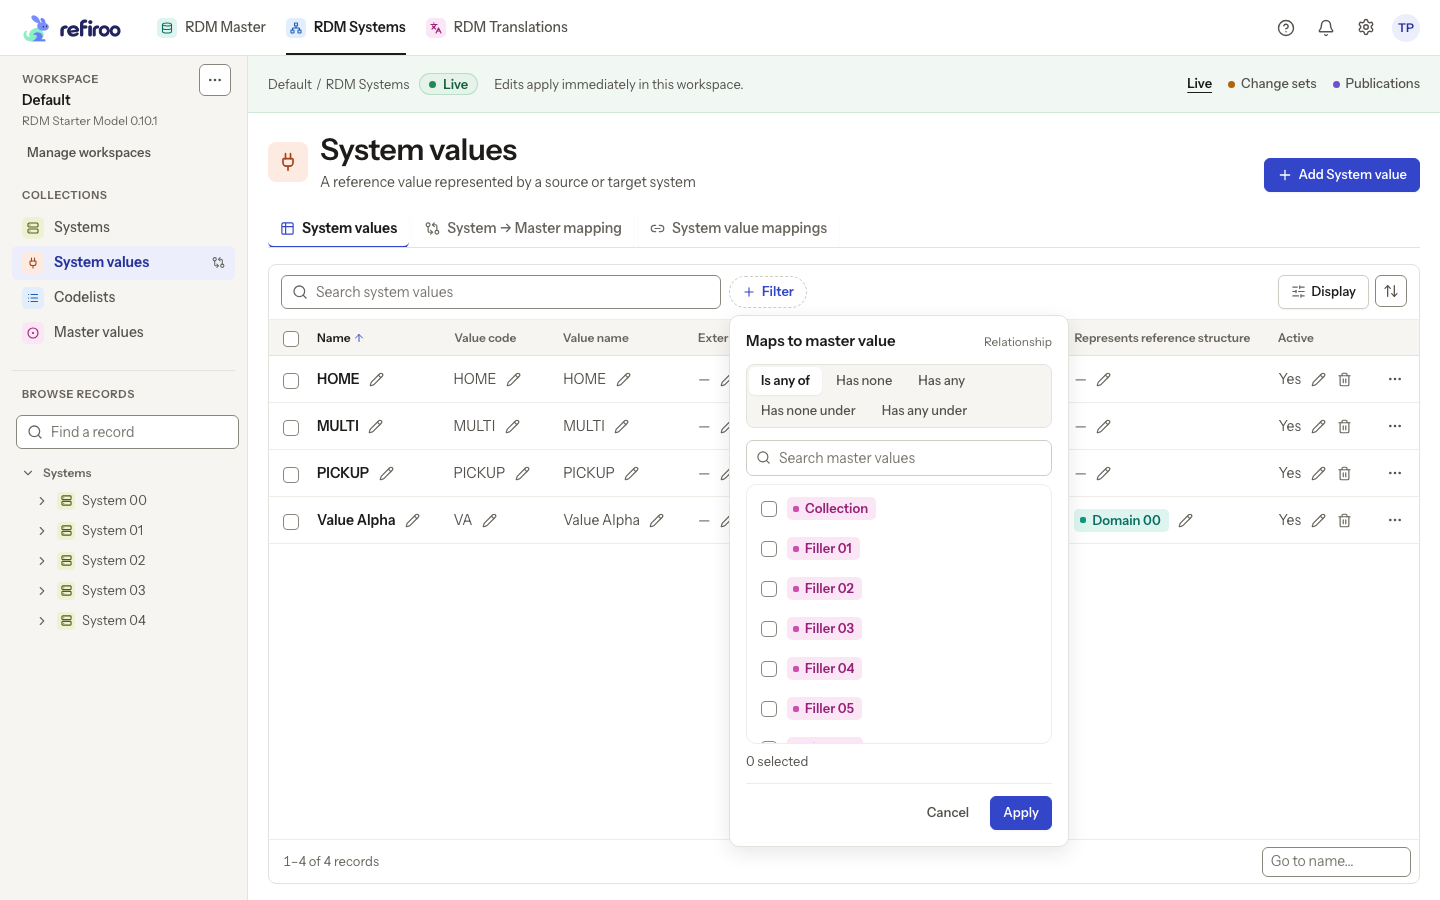 refiroo
RDM Master
RDM Systems
RDM Translations
TP
WORKSPACE
Default
RDM Starter Model 0.10.1
Manage workspaces
COLLECTIONS
Systems
System values
Codelists
Master values
BROWSE RECORDS
Find a record
Systems
System 00
System 01
System 02
System 03
System 04
Default / RDM Systems
Live
Edits apply immediately in this workspace.
Live
Change sets
Publications
System values
A reference value represented by a source or target system
Add System value
System values
System → Master mapping
System value mappings
Search system values
Filter
Display
Name Value code Value name Exter Represents reference structure Active
HOME HOME HOME — — Yes
MULTI MULTI MULTI — — Yes
PICKUP PICKUP PICKUP — — Yes
Value Alpha VA Value Alpha — Domain 00 Yes
Maps to master value
Relationship
Is any of Has none Has any
Has none under Has any under
Search master values
Collection
Filler 01
Filler 02
Filler 03
Filler 04
Filler 05
0 selected
Cancel
Apply
1–4 of 4 records
Go to name...